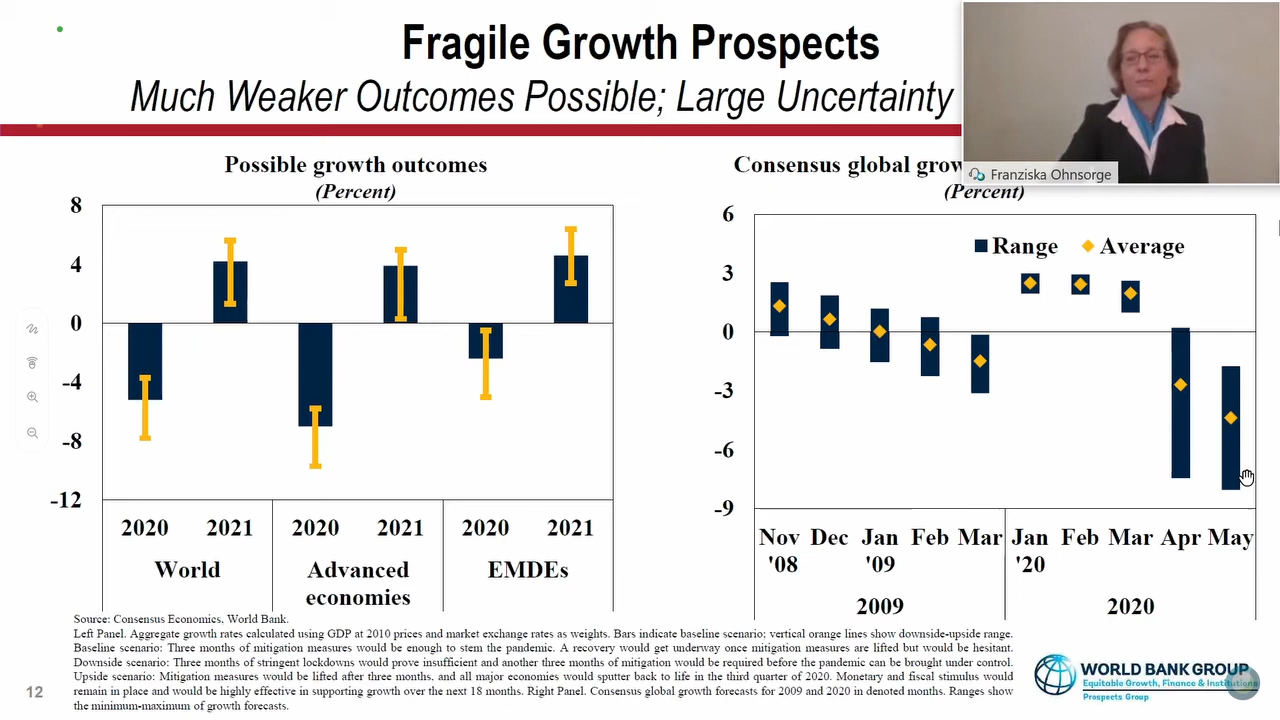 Fragile Growth Prospects
Much Weaker Outcomes Possible; Large Uncertainty
Franziska Ohnsorge
Possible growth outcomes
(Percent)
8
4
0
-4
-8
-12
2020 2021 2020 2021 2020 2021
World Advanced economies EMDEs
Consensus global grow
(Percent)
Range Average
6
3
0
-3
-6
-9
Nov '08 Dec Jan '09 Feb Mar Jan '20 Feb Mar Apr May
2009 2020
Source: Consensus Economics, World Bank.
Left Panel. Aggregate growth rates calculated using GDP at 2010 prices and market exchange rates as weights. Bars indicate baseline scenario; vertical orange lines show downside-upside range.
Baseline scenario: Three months of mitigation measures would be enough to stem the pandemic. A recovery would get underway once mitigation measures are lifted but would be hesitant.
Downside scenario: Three months of stringent lockdowns would prove insufficient and another three months of mitigation would be required before the pandemic can be brought under control.
Upside scenario: Mitigation measures would be lifted after three months, and all major economies would sputter back to life in the third quarter of 2020. Monetary and fiscal stimulus would
remain in place and would be highly effective in supporting growth over the next 18 months. Right Panel. Consensus global growth forecasts for 2009 and 2020 in denoted months. Ranges show
the minimum-maximum of growth forecasts.
12
WORLD BANK GROUP
Equitable Growth, Finance & Institutions
Prospects Group